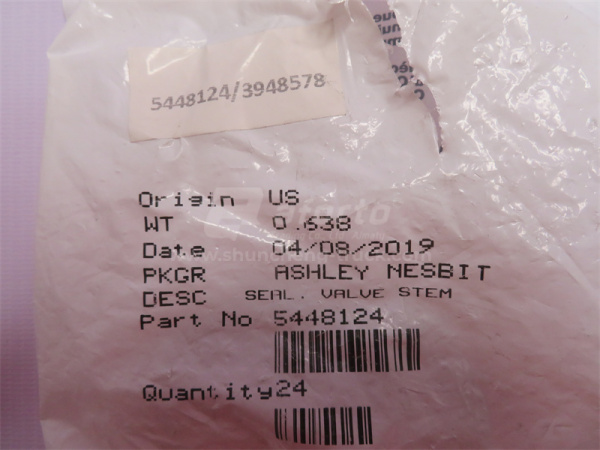 5448124/3948578
Origin US
WT 0.638
Date 04/08/2019
PKGR ASHLEY NESBIT
DESC SEAL, VALVE STEM
Part No 5448124
Quantity24